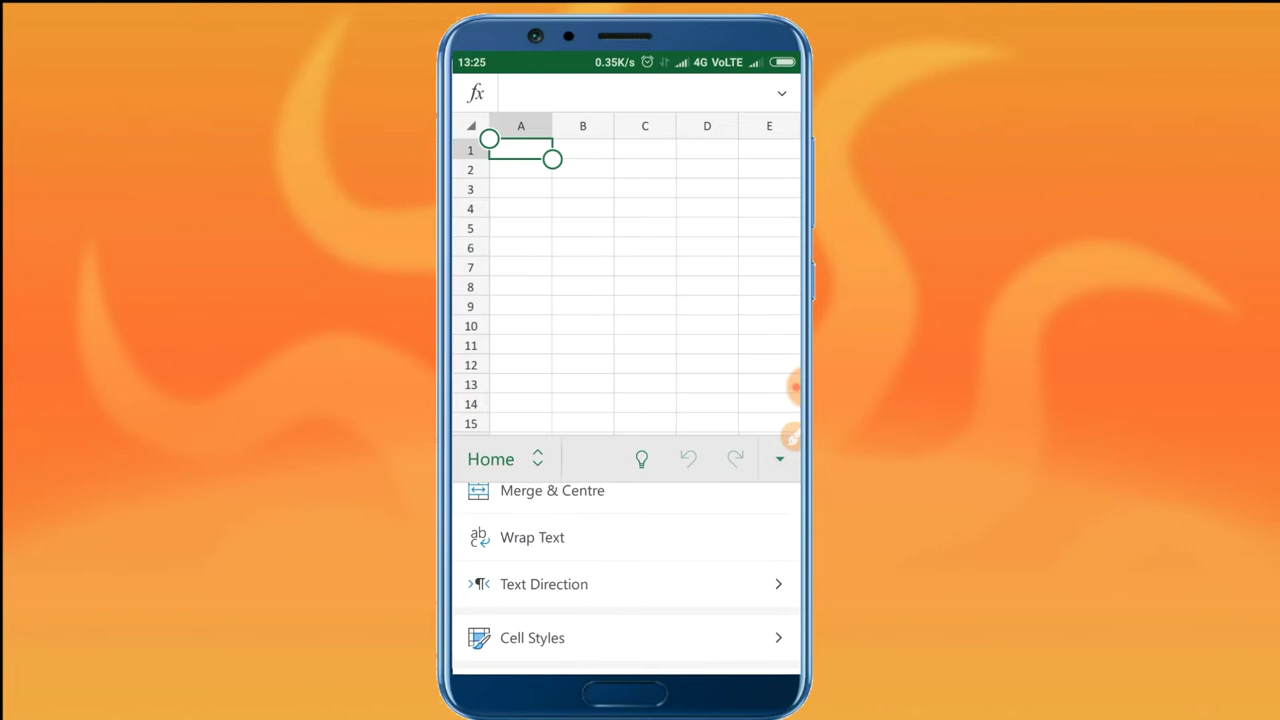 13:25 0.35K/s 4G VoLTE
fx
A B C D E
1
2
3
4
5
6
7
8
9
10
11
12
13
14
15
Home
Merge & Centre
abc Wrap Text
Text Direction
Cell Styles